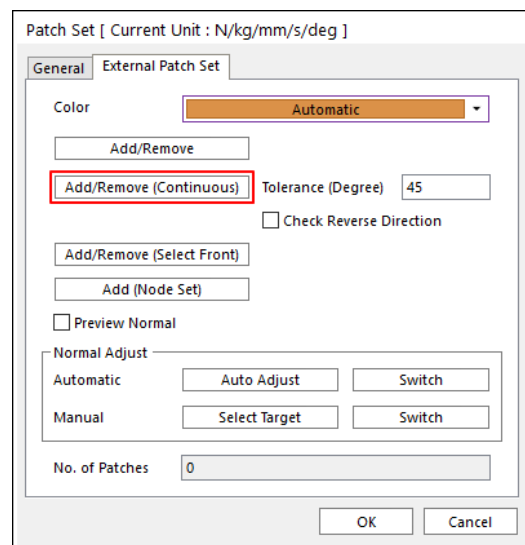 Patch Set [ Current Unit : N/kg/mm/s/deg ]
General External Patch Set
Color Automatic
Add/Remove
Add/Remove (Continuous) Tolerance (Degree) 45
Check Reverse Direction
Add/Remove (Select Front)
Add (Node Set)
Preview Normal
Normal Adjust
Automatic Auto Adjust Switch
Manual Select Target Switch
No. of Patches 0
OK Cancel